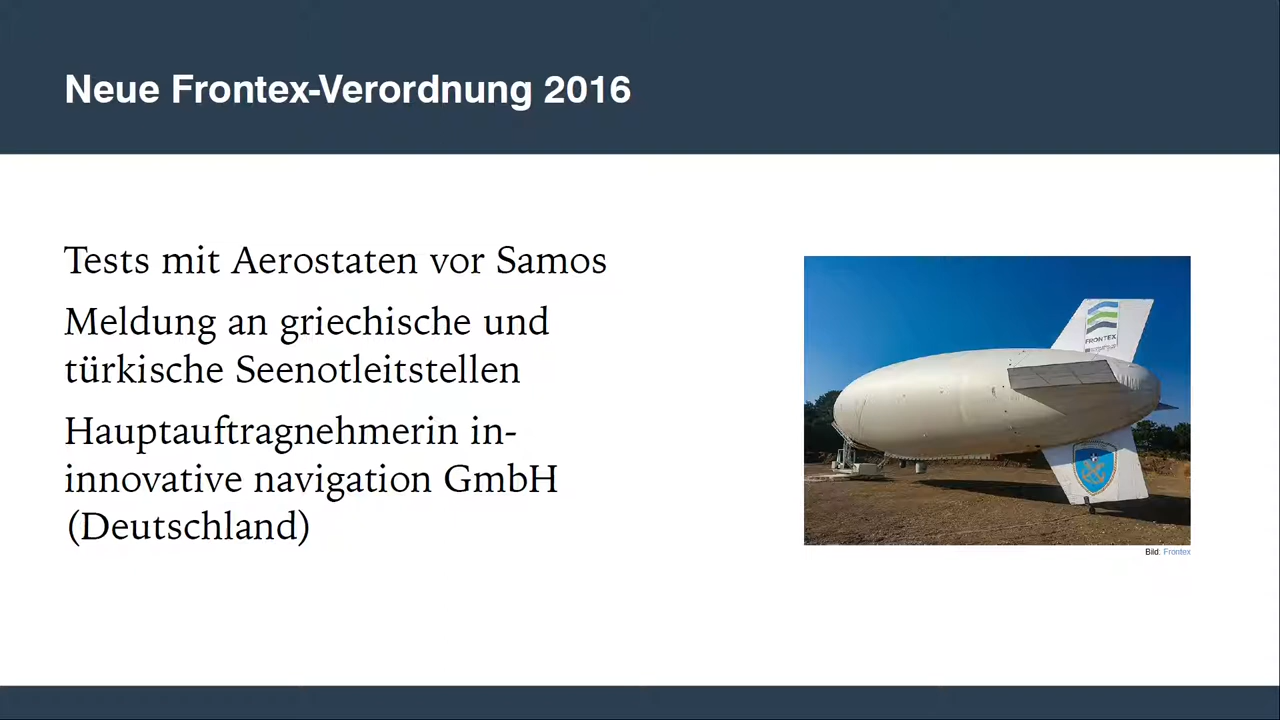 Neue Frontex-Verordnung 2016
Tests mit Aerostaten vor Samos
Meldung an griechische und
türkische Seenotleitstellen
Hauptauftragnehmerin in-
innovative navigation GmbH
(Deutschland)
FRONTEX
Bild: Frontex